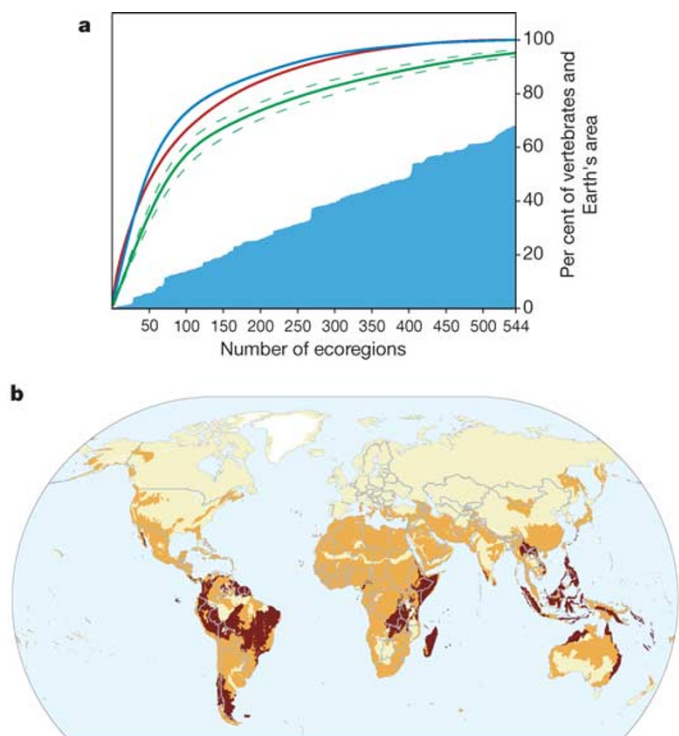 a
100
80
60
40
20
0
Per cent of vertebrates and
Earth's area
50 100 150 200 250 300 350 400 450 500 544
Number of ecoregions
b